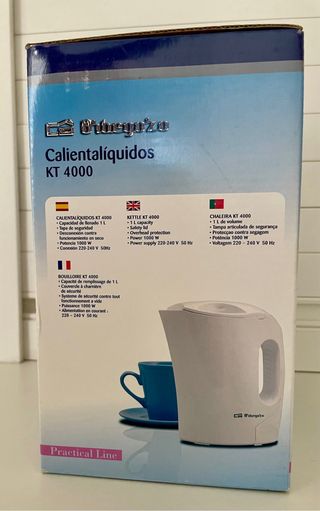 Orbegozo
Calientalíquidos
KT 4000
CALIENTALÍQUIDOS KT 4000
• Capacidad de llenado 1 L
• Tapa de seguridad
• Desconexión contra
funcionamiento en seco
• Potencia 1000 W
• Conexión 220-240 V 50Hz
KETTLE KT 4000
• 1 L capacity
• Safety lid
• Overhead protection
• Power 1000 W
• Power supply 220-240 V 50 Hz
CHALEIRA KT 4000
• 1 L de volume
• Tampa articulada de segurança
• Protecçao contra segagem
• Potência 1000 W
• Voltagem 220-240 V 50 Hz
BOUILLOIRE KT 4000
• Capacité de remplissage de 1 L
• Couvercle à charnière
de sécurité
• Système de sécurité contre tout
fonctionnement à vide
• Puissance 1000 W
• Alimentation en courant :
220 - 240 V 50 Hz
Orbegozo
Practical Line